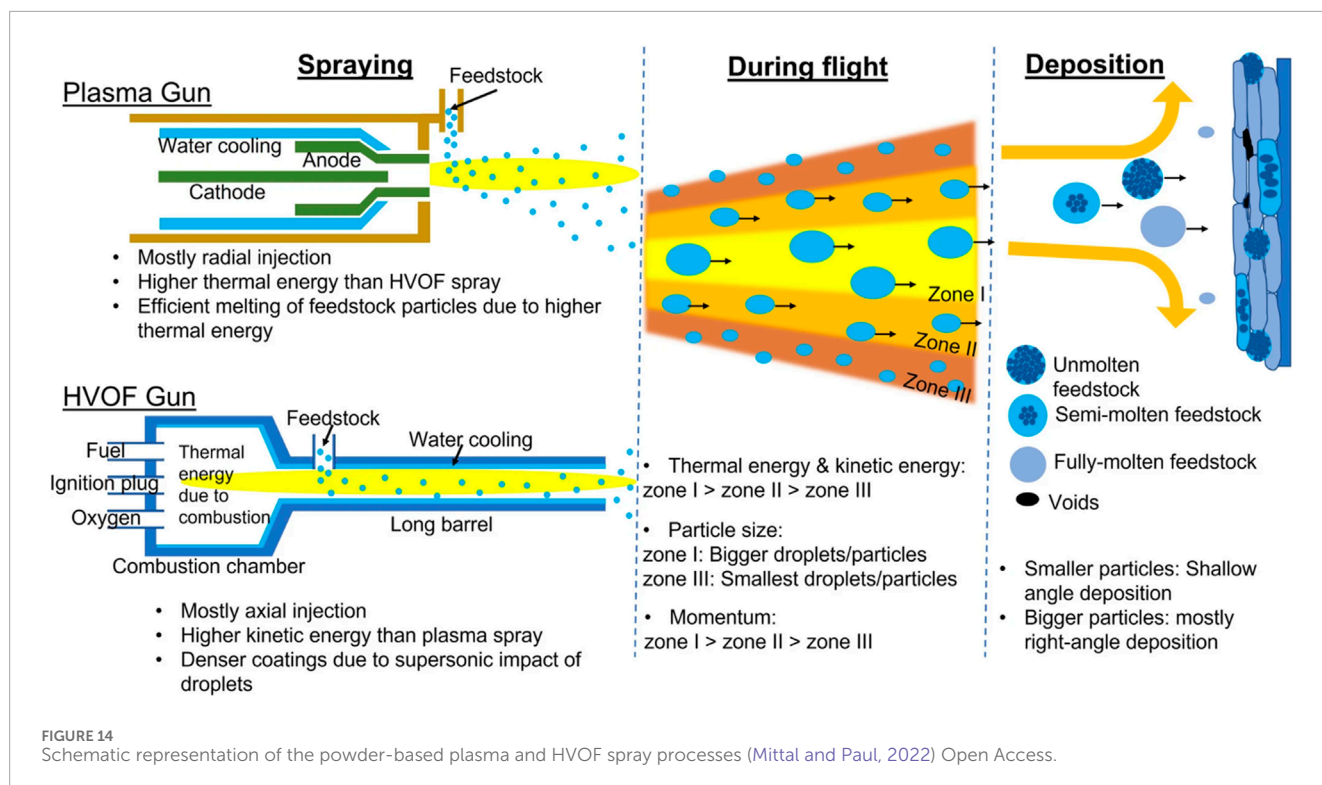 Spraying
Feedstock
Plasma Gun
Water cooling
Anode
Cathode
• Mostly radial injection
• Higher thermal energy than HVOF spray
• Efficient melting of feedstock particles due to higher
thermal energy
HVOF Gun
Feedstock
Water cooling
Fuel
Ignition plug
Oxygen
Thermal
energy
due to
combustion
Long barrel
Combustion chamber
• Mostly axial injection
• Higher kinetic energy than plasma spray
• Denser coatings due to supersonic impact of
droplets
During flight
Zone I
Zone II
Zone III
• Thermal energy & kinetic energy:
zone I > zone II > zone III
• Particle size:
zone I: Bigger droplets/particles
zone III: Smallest droplets/particles
• Momentum:
zone I > zone II > zone III
Deposition
Unmolten
feedstock
Semi-molten feedstock
Fully-molten feedstock
Voids
• Smaller particles: Shallow
angle deposition
• Bigger particles: mostly
right-angle deposition
FIGURE 14
Schematic representation of the powder-based plasma and HVOF spray processes (Mittal and Paul, 2022) Open Access.